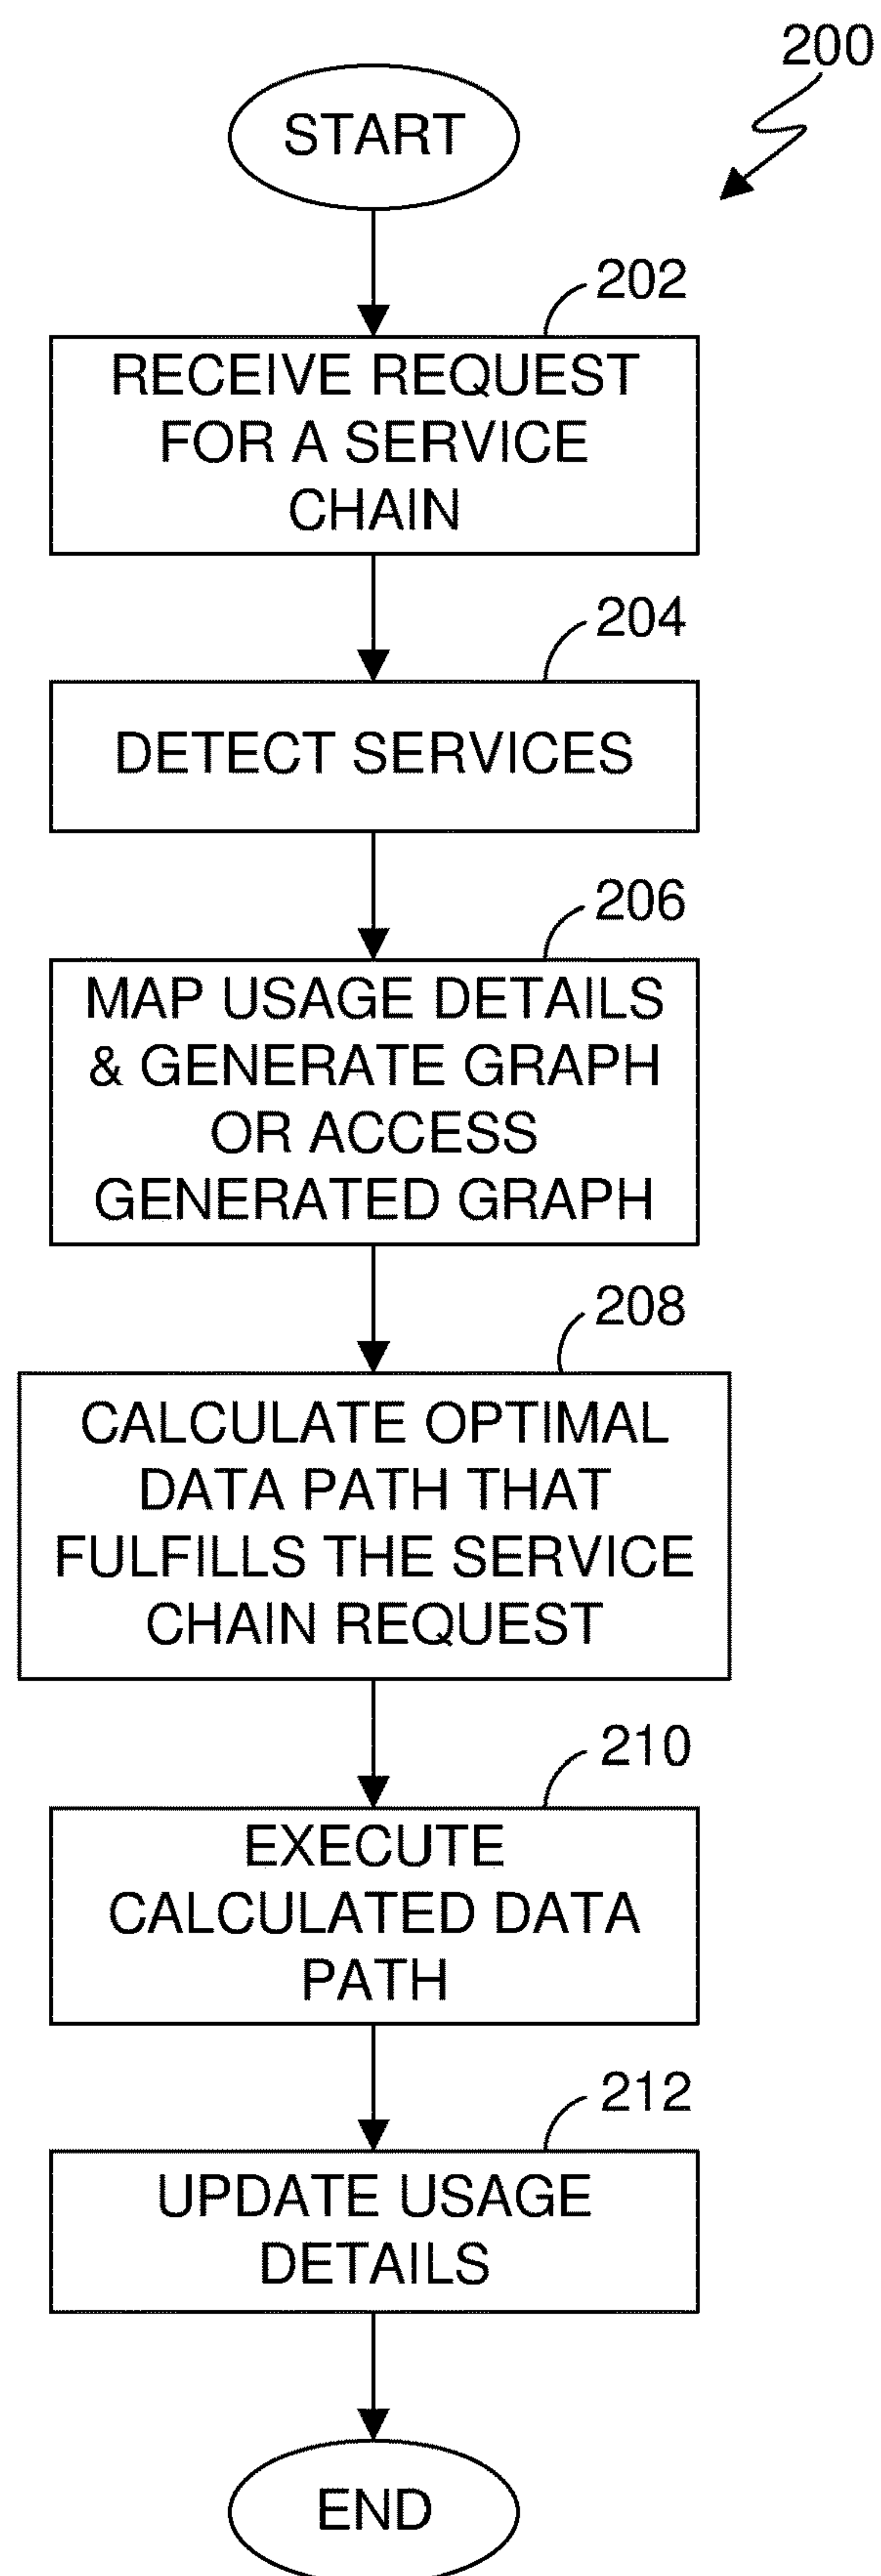 200
START
202
RECEIVE REQUEST
FOR A SERVICE
CHAIN
204
DETECT SERVICES
206
MAP USAGE DETAILS
& GENERATE GRAPH
OR ACCESS
GENERATED GRAPH
208
CALCULATE OPTIMAL
DATA PATH THAT
FULFILLS THE SERVICE
CHAIN REQUEST
210
EXECUTE
CALCULATED DATA
PATH
212
UPDATE USAGE
DETAILS
END